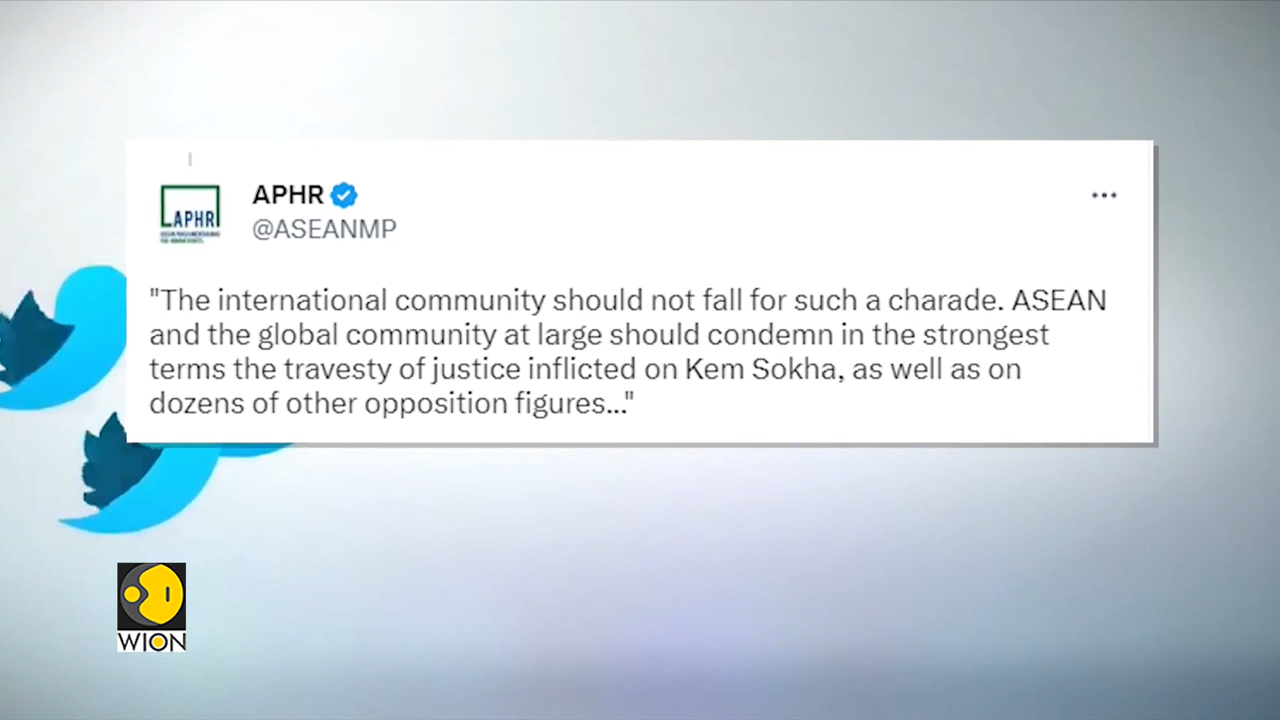 APHR
@ASEANMP
APHR
"The international community should not fall for such a charade. ASEAN
and the global community at large should condemn in the strongest
terms the travesty of justice inflicted on Kem Sokha, as well as on
dozens of other opposition figures..."
WION